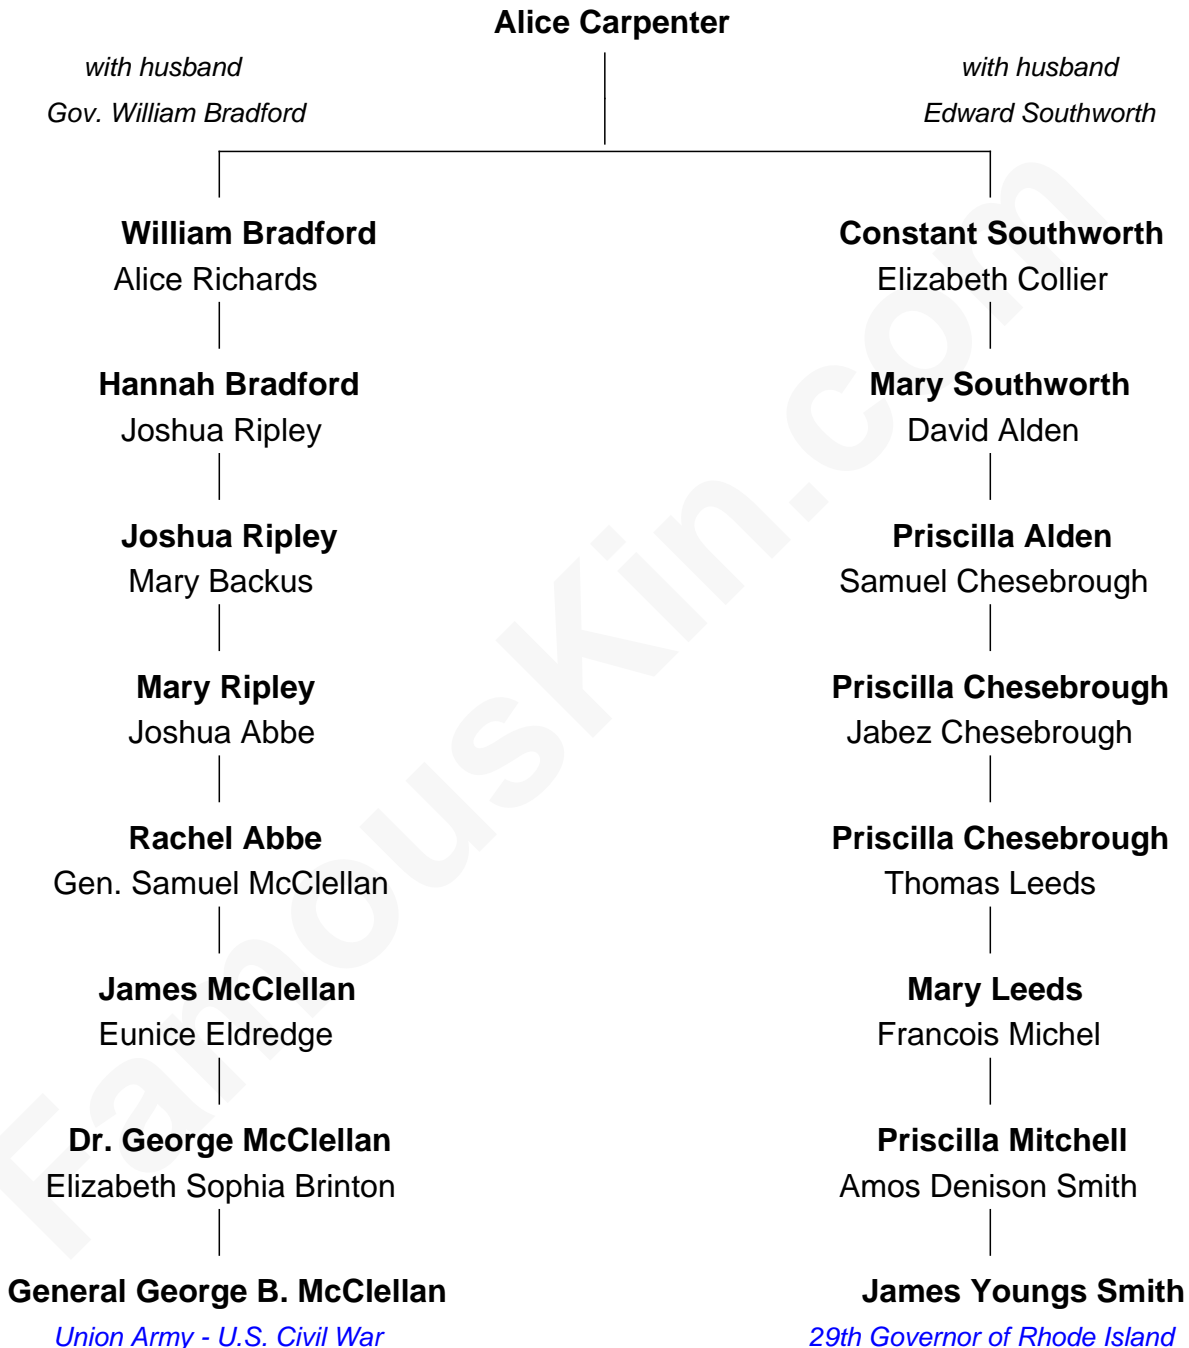 Alice Carpenter
with husband
Gov. William Bradford
with husband
Edward Southworth
William Bradford
Alice Richards
Constant Southworth
Elizabeth Collier
Hannah Bradford
Joshua Ripley
Mary Southworth
David Alden
Joshua Ripley
Mary Backus
Priscilla Alden
Samuel Chesebrough
Mary Ripley
Joshua Abbe
Priscilla Chesebrough
Jabez Chesebrough
Rachel Abbe
Gen. Samuel McClellan
Priscilla Chesebrough
Thomas Leeds
James McClellan
Eunice Eldredge
Mary Leeds
Francois Michel
Dr. George McClellan
Elizabeth Sophia Brinton
Priscilla Mitchell
Amos Denison Smith
General George B. McClellan
Union Army - U.S. Civil War
James Youngs Smith
29th Governor of Rhode Island
FamousKin.com